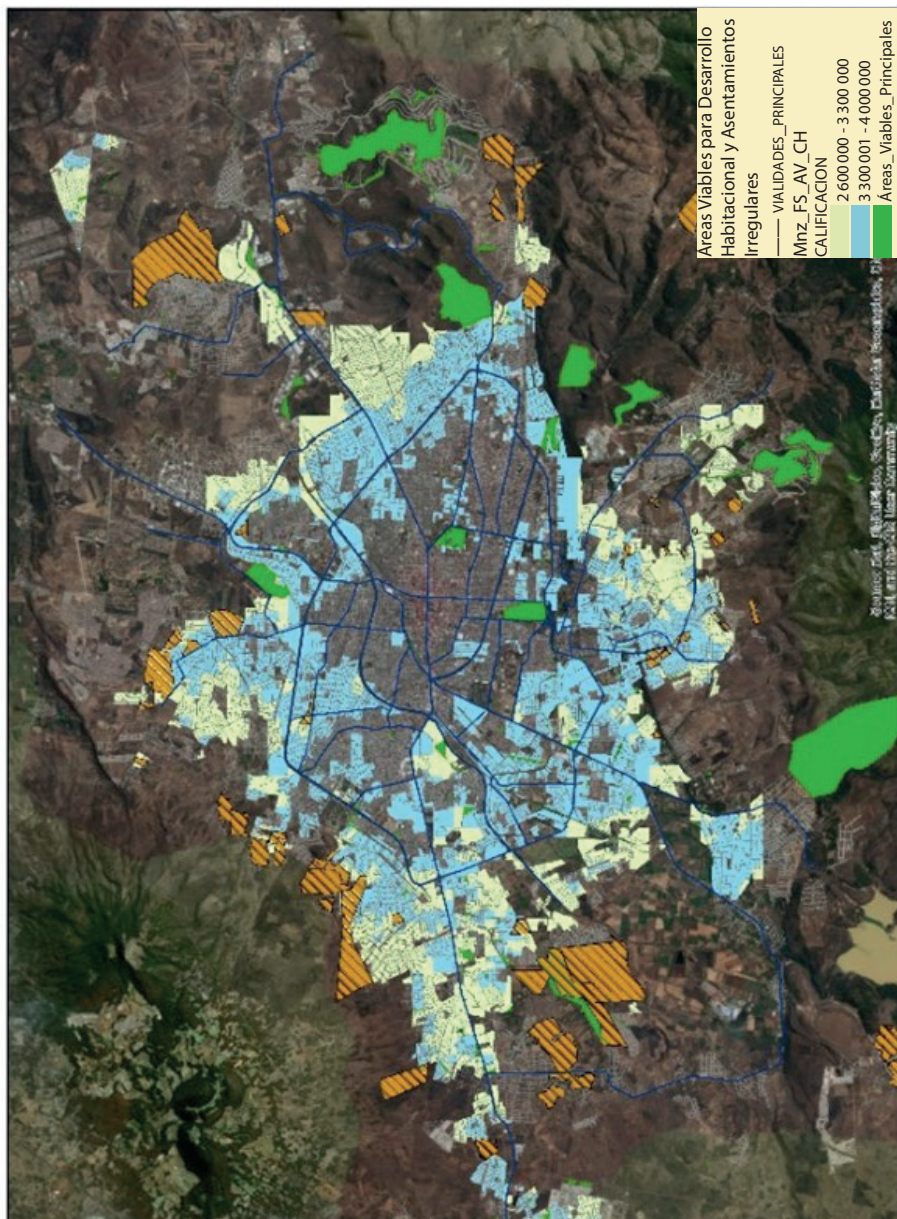 Áreas Viables para Desarrollo
Habitacional y Asentamientos
Irregulares
VIALIDADES_PRINCIPALES
Mnz_FS_AV_CH
CALIFICACION
2 600 000 - 3 300 000
3 300 001 - 4 000 000
Áreas_Viables_Principales